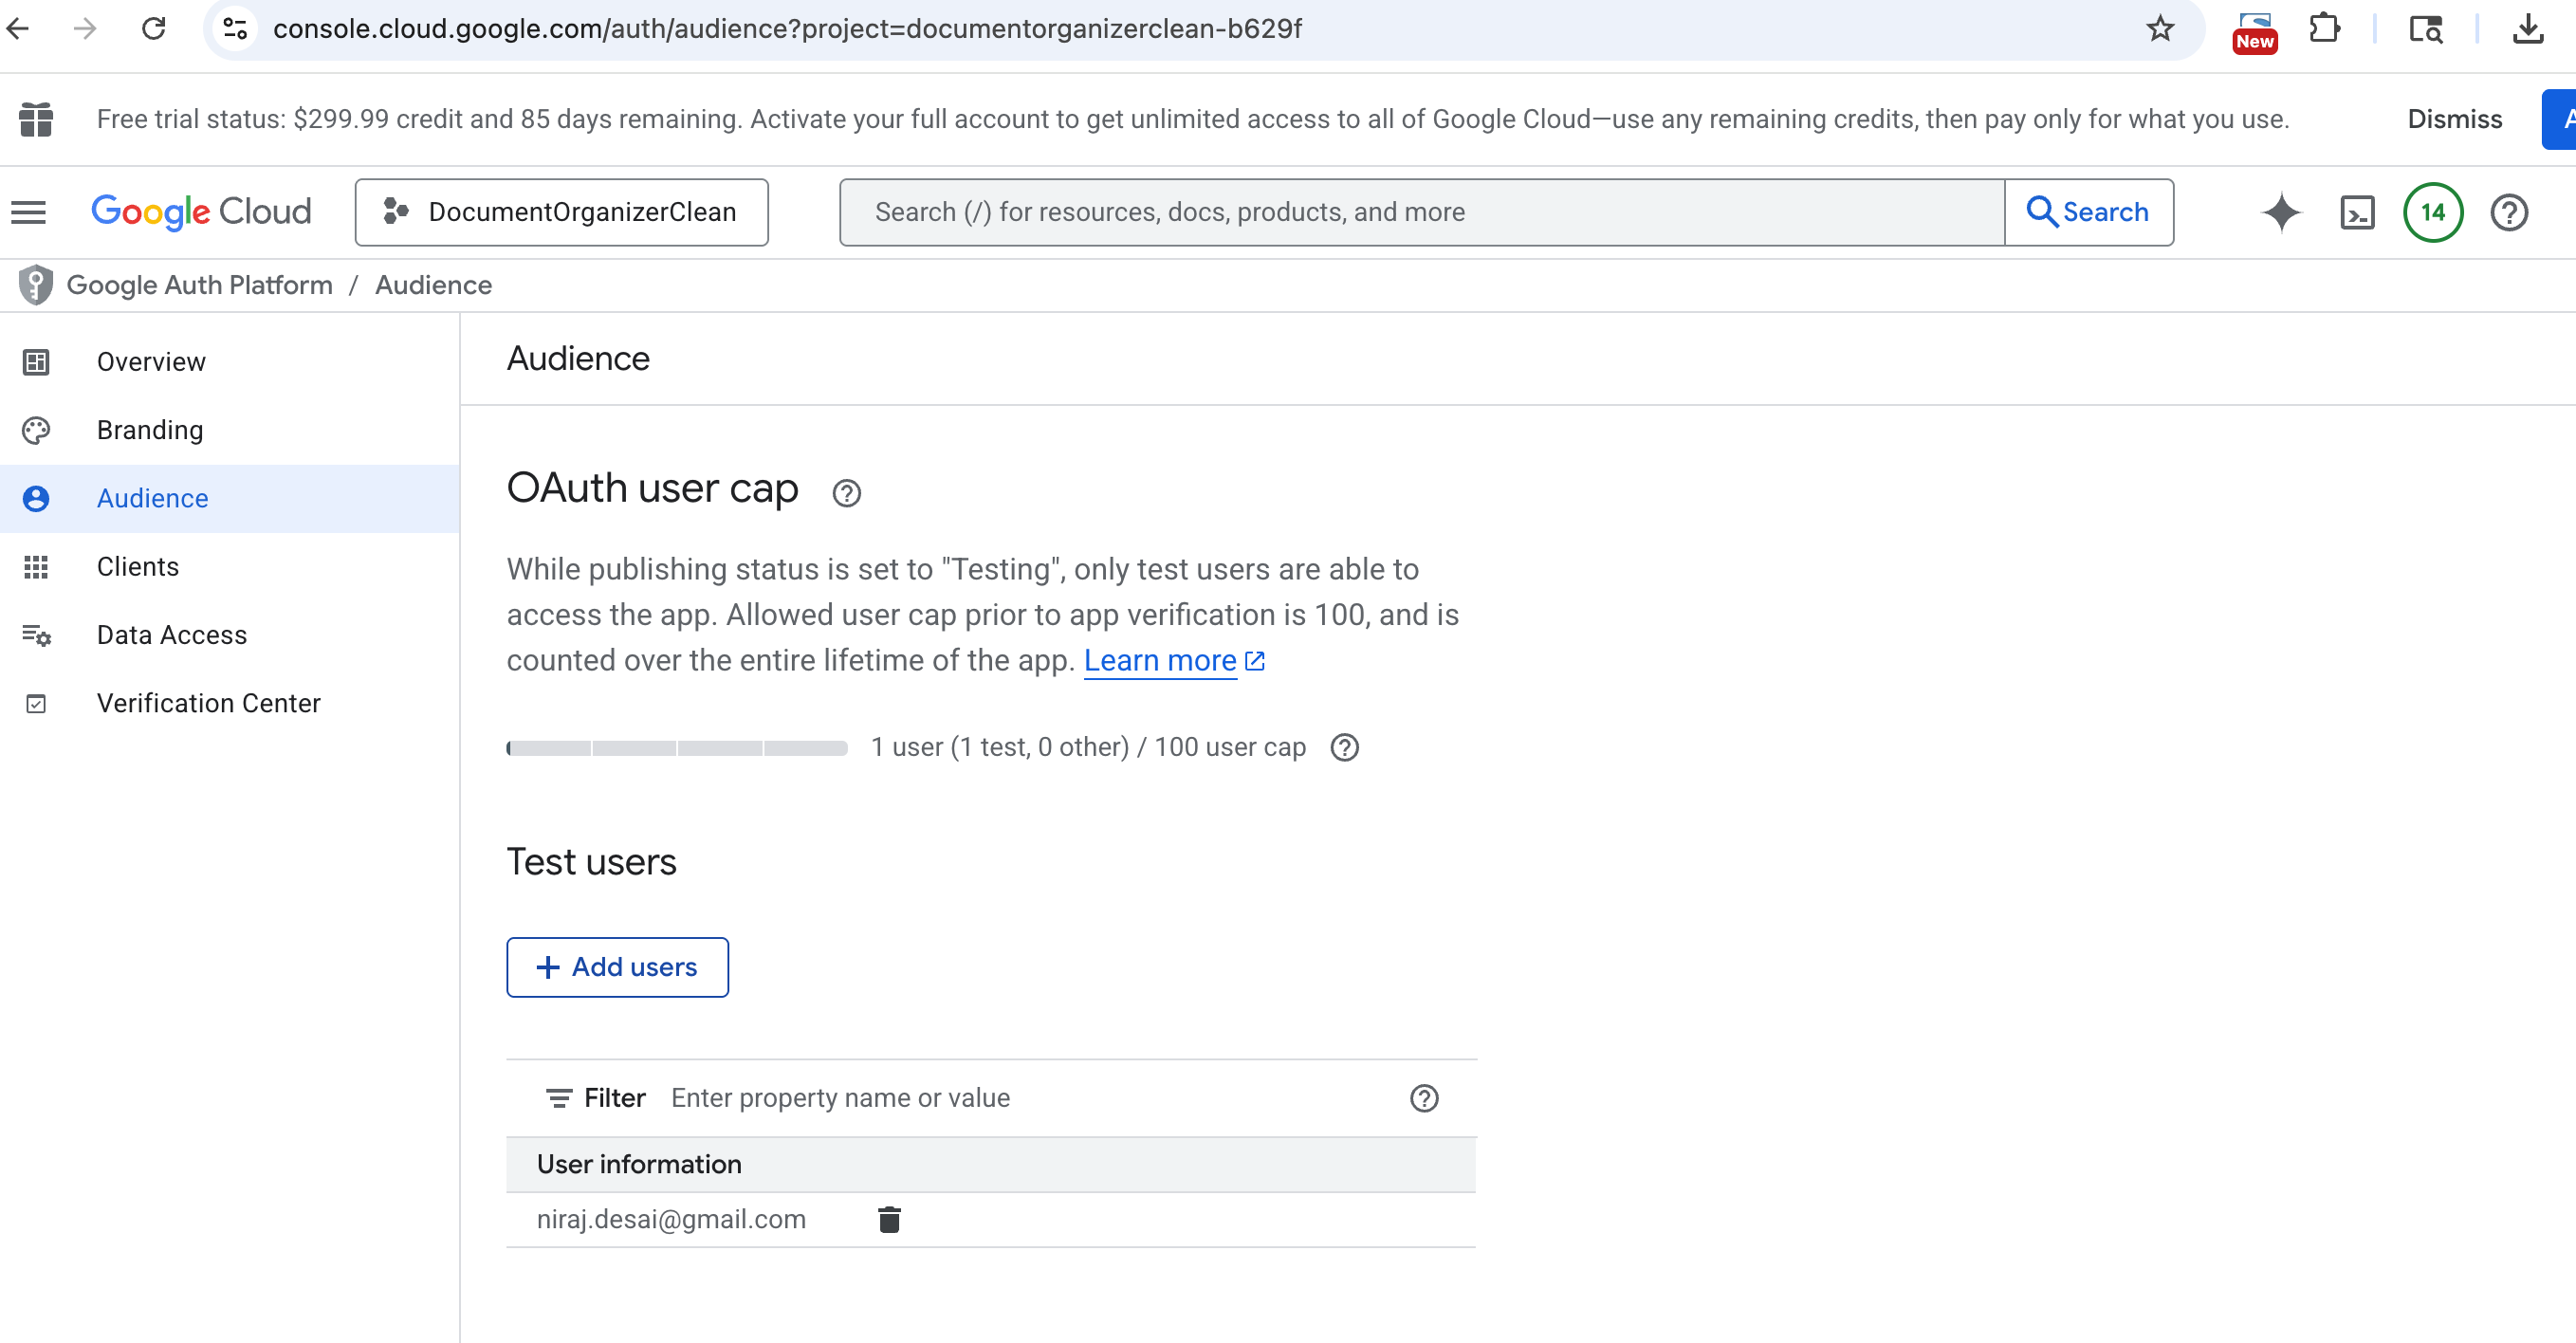 console.cloud.google.com/auth/audience?project=documentorganizerclean-b629f
New
Free trial status: $299.99 credit and 85 days remaining. Activate your full account to get unlimited access to all of Google Cloud—use any remaining credits, then pay only for what you use.
Dismiss
Google Cloud
DocumentOrganizerClean
Search (/) for resources, docs, products, and more
Search
14
Google Auth Platform / Audience
Overview
Branding
Audience
Clients
Data Access
Verification Center
Audience
OAuth user cap
While publishing status is set to "Testing", only test users are able to
access the app. Allowed user cap prior to app verification is 100, and is
counted over the entire lifetime of the app. Learn more
1 user (1 test, 0 other) / 100 user cap
Test users
+ Add users
Filter Enter property name or value
User information
niraj.desai@gmail.com